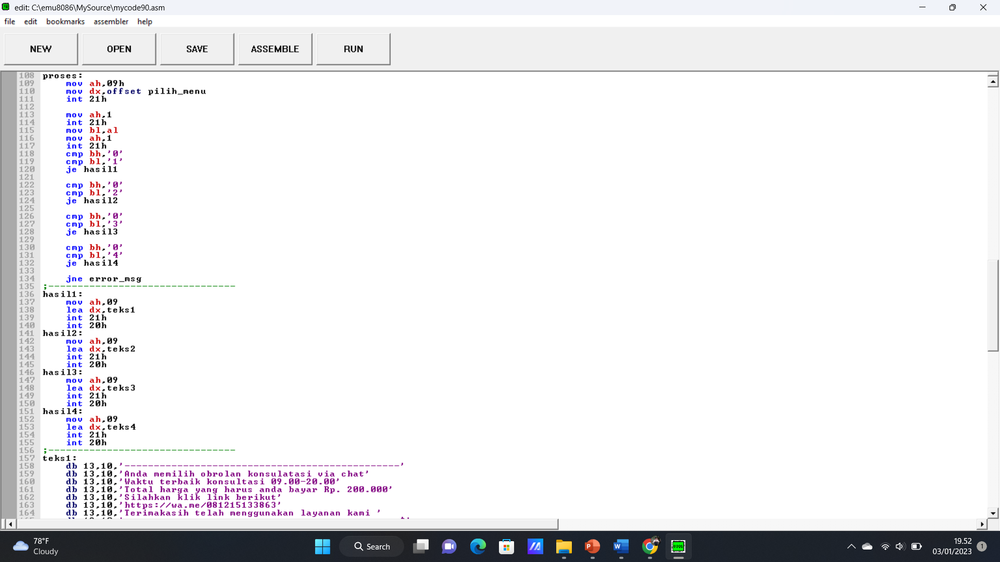 edit: C:\emu8086\MySource\mycode90.asm
file edit bookmarks assembler help
NEW OPEN SAVE ASSEMBLE RUN
108 proses:
109 mov ah,09h
110 mov dx,offset pilih_menu
111 int 21h
112
113 mov ah,1
114 int 21h
115 mov bl,al
116 mov ah,1
117 int 21h
118 cmp bh,'0'
119 cmp bl,'1'
120 je hasil1
121
122 cmp bh,'0'
123 cmp bl,'2'
124 je hasil2
125
126 cmp bh,'0'
127 cmp bl,'3'
128 je hasil3
129
130 cmp bh,'0'
131 cmp bl,'4'
132 je hasil4
133
134 jne error_msg
135 ;--------------------------------
136 hasil1:
137 mov ah,09
138 lea dx,teks1
139 int 21h
140 int 20h
141 hasil2:
142 mov ah,09
143 lea dx,teks2
144 int 21h
145 int 20h
146 hasil3:
147 mov ah,09
148 lea dx,teks3
149 int 21h
150 int 20h
151 hasil4:
152 mov ah,09
153 lea dx,teks4
154 int 21h
155 int 20h
156 ;--------------------------------
157 teks1:
158 db 13,10,'-----------------------------------------------'
159 db 13,10,'Anda memilih obrolan konsulatasi via chat'
160 db 13,10,'Waktu terbaik konsultasi 09.00-20.00'
161 db 13,10,'Total harga yang harus anda bayar Rp. 200.000'
162 db 13,10,'Silahkan klik link berikut'
163 db 13,10,'https://wa.me/081215133863'
164 db 13,10,'Terimakasih telah menggunakan layanan kami '
78°F
Cloudy
Search
19.52
03/01/2023
1